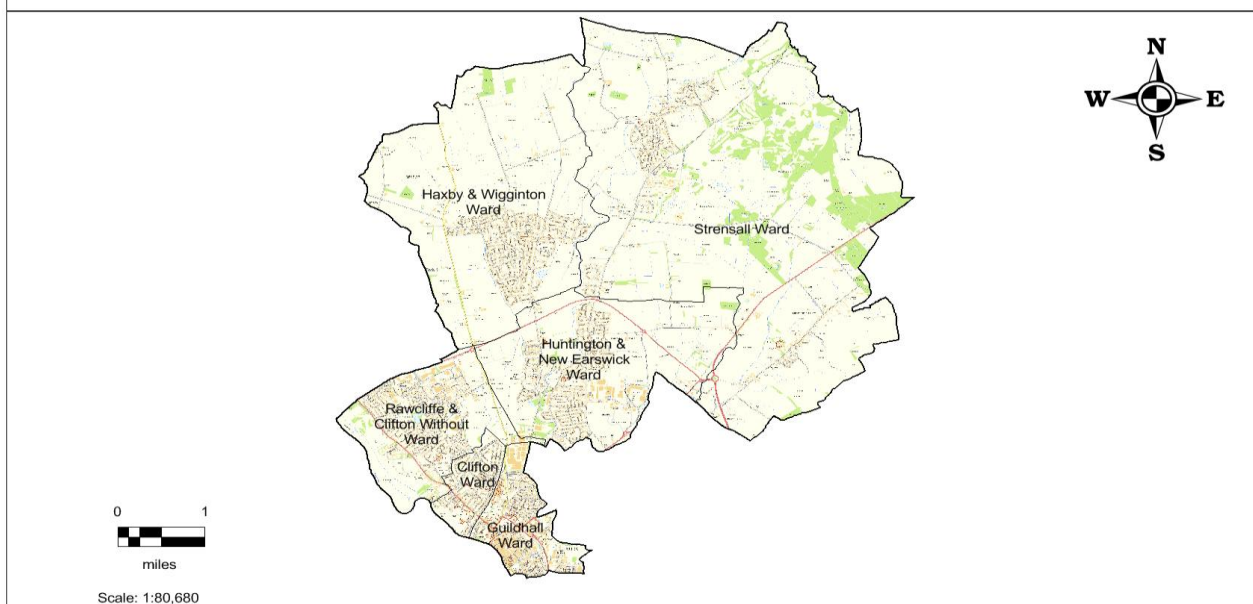 N
W E
S
Haxby & Wigginton
Ward
Strensall Ward
Huntington &
New Earswick
Ward
Rawcliffe &
Clifton Without
Ward
Clifton
Ward
Guildhall
Ward
0 1
miles
Scale: 1:80,680